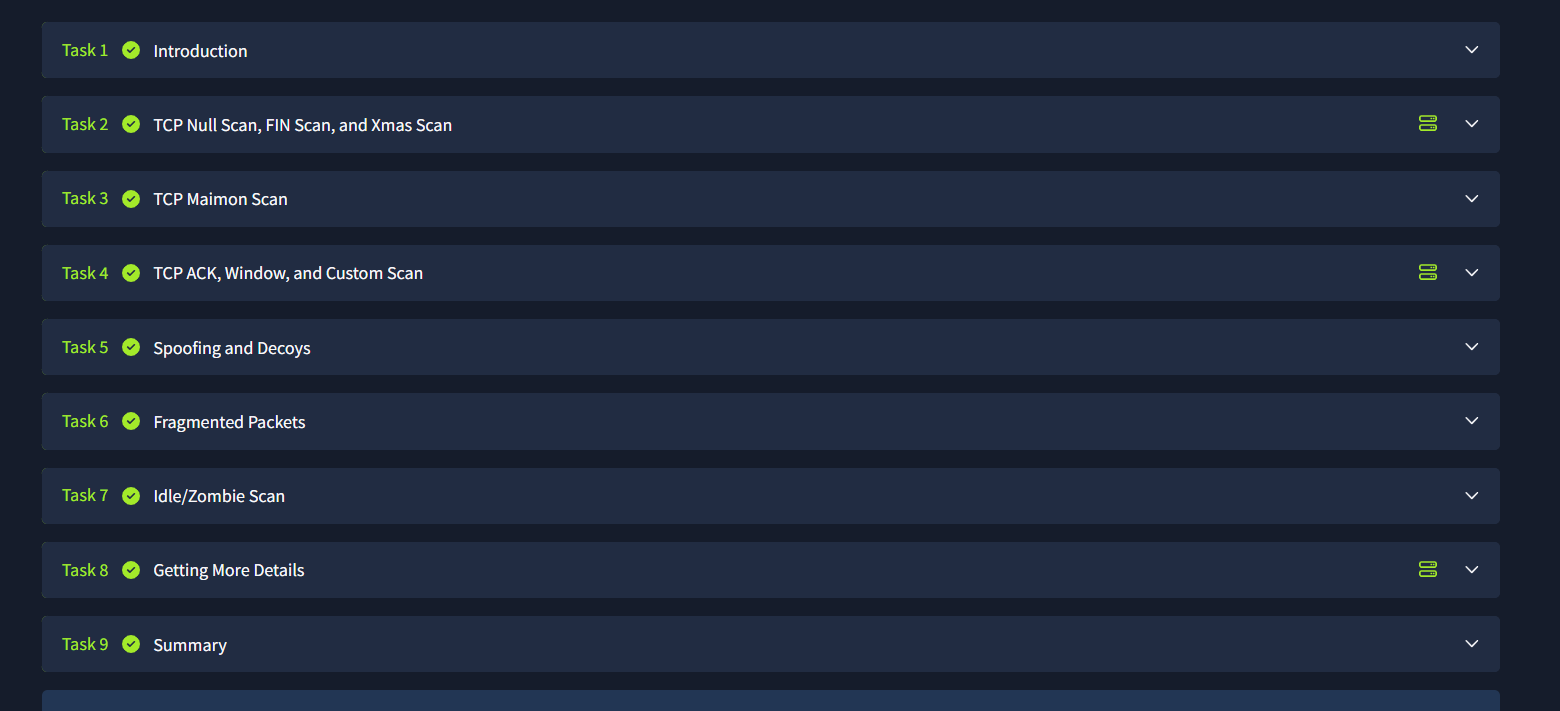 Task 1 Introduction
Task 2 TCP Null Scan, FIN Scan, and Xmas Scan
Task 3 TCP Maimon Scan
Task 4 TCP ACK, Window, and Custom Scan
Task 5 Spoofing and Decoys
Task 6 Fragmented Packets
Task 7 Idle/Zombie Scan
Task 8 Getting More Details
Task 9 Summary